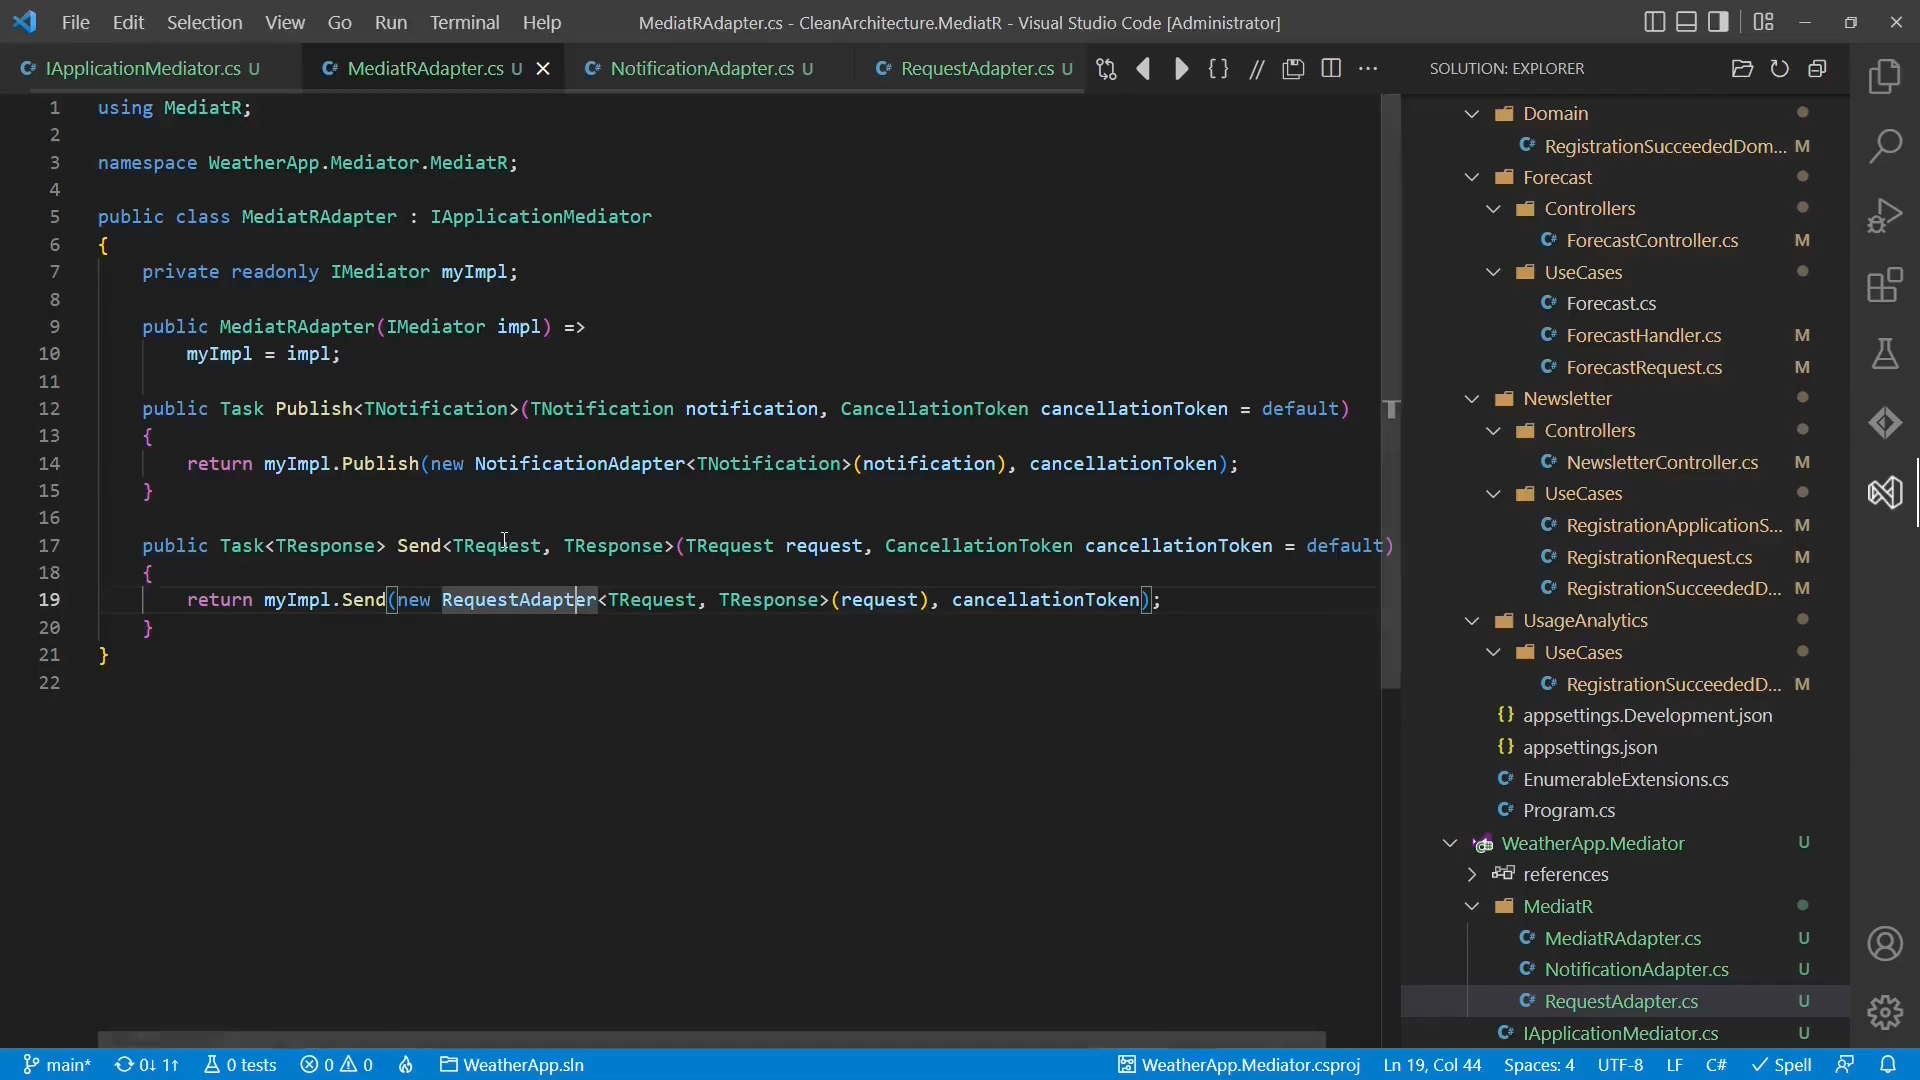 File Edit Selection View Go Run Terminal Help MediatRAdapter.cs - CleanArchitecture.MediatR - Visual Studio Code [Administrator]
C# IApplicationMediator.cs U C# MediatRAdapter.cs U C# NotificationAdapter.cs U C# RequestAdapter.cs U
1 using MediatR;
2
3 namespace WeatherApp.Mediator.MediatR;
4
5 public class MediatRAdapter : IApplicationMediator
6 {
7 private readonly IMediator myImpl;
8
9 public MediatRAdapter(IMediator impl) =>
10 myImpl = impl;
11
12 public Task Publish<TNotification>(TNotification notification, CancellationToken cancellationToken = default)
13 {
14 return myImpl.Publish(new NotificationAdapter<TNotification>(notification), cancellationToken);
15 }
16
17 public Task<TResponse> Send<TRequest, TResponse>(TRequest request, CancellationToken cancellationToken = default)
18 {
19 return myImpl.Send(new RequestAdapter<TRequest, TResponse>(request), cancellationToken);
20 }
21 }
22
SOLUTION: EXPLORER
Domain
C# RegistrationSucceededDom... M
Forecast
Controllers
C# ForecastController.cs M
UseCases
C# Forecast.cs
C# ForecastHandler.cs M
C# ForecastRequest.cs M
Newsletter
Controllers
C# NewsletterController.cs M
UseCases
C# RegistrationApplicationS... M
C# RegistrationRequest.cs M
C# RegistrationSucceededD... M
UsageAnalytics
UseCases
C# RegistrationSucceededD... M
{} appsettings.Development.json
{} appsettings.json
C# EnumerableExtensions.cs
C# Program.cs
WeatherApp.Mediator U
references
MediatR
C# MediatRAdapter.cs U
C# NotificationAdapter.cs U
C# RequestAdapter.cs U
C# IApplicationMediator.cs U
main* 0↓ 1↑ 0 tests 0 0 WeatherApp.sln WeatherApp.Mediator.csproj Ln 19, Col 44 Spaces: 4 UTF-8 LF C# Spell